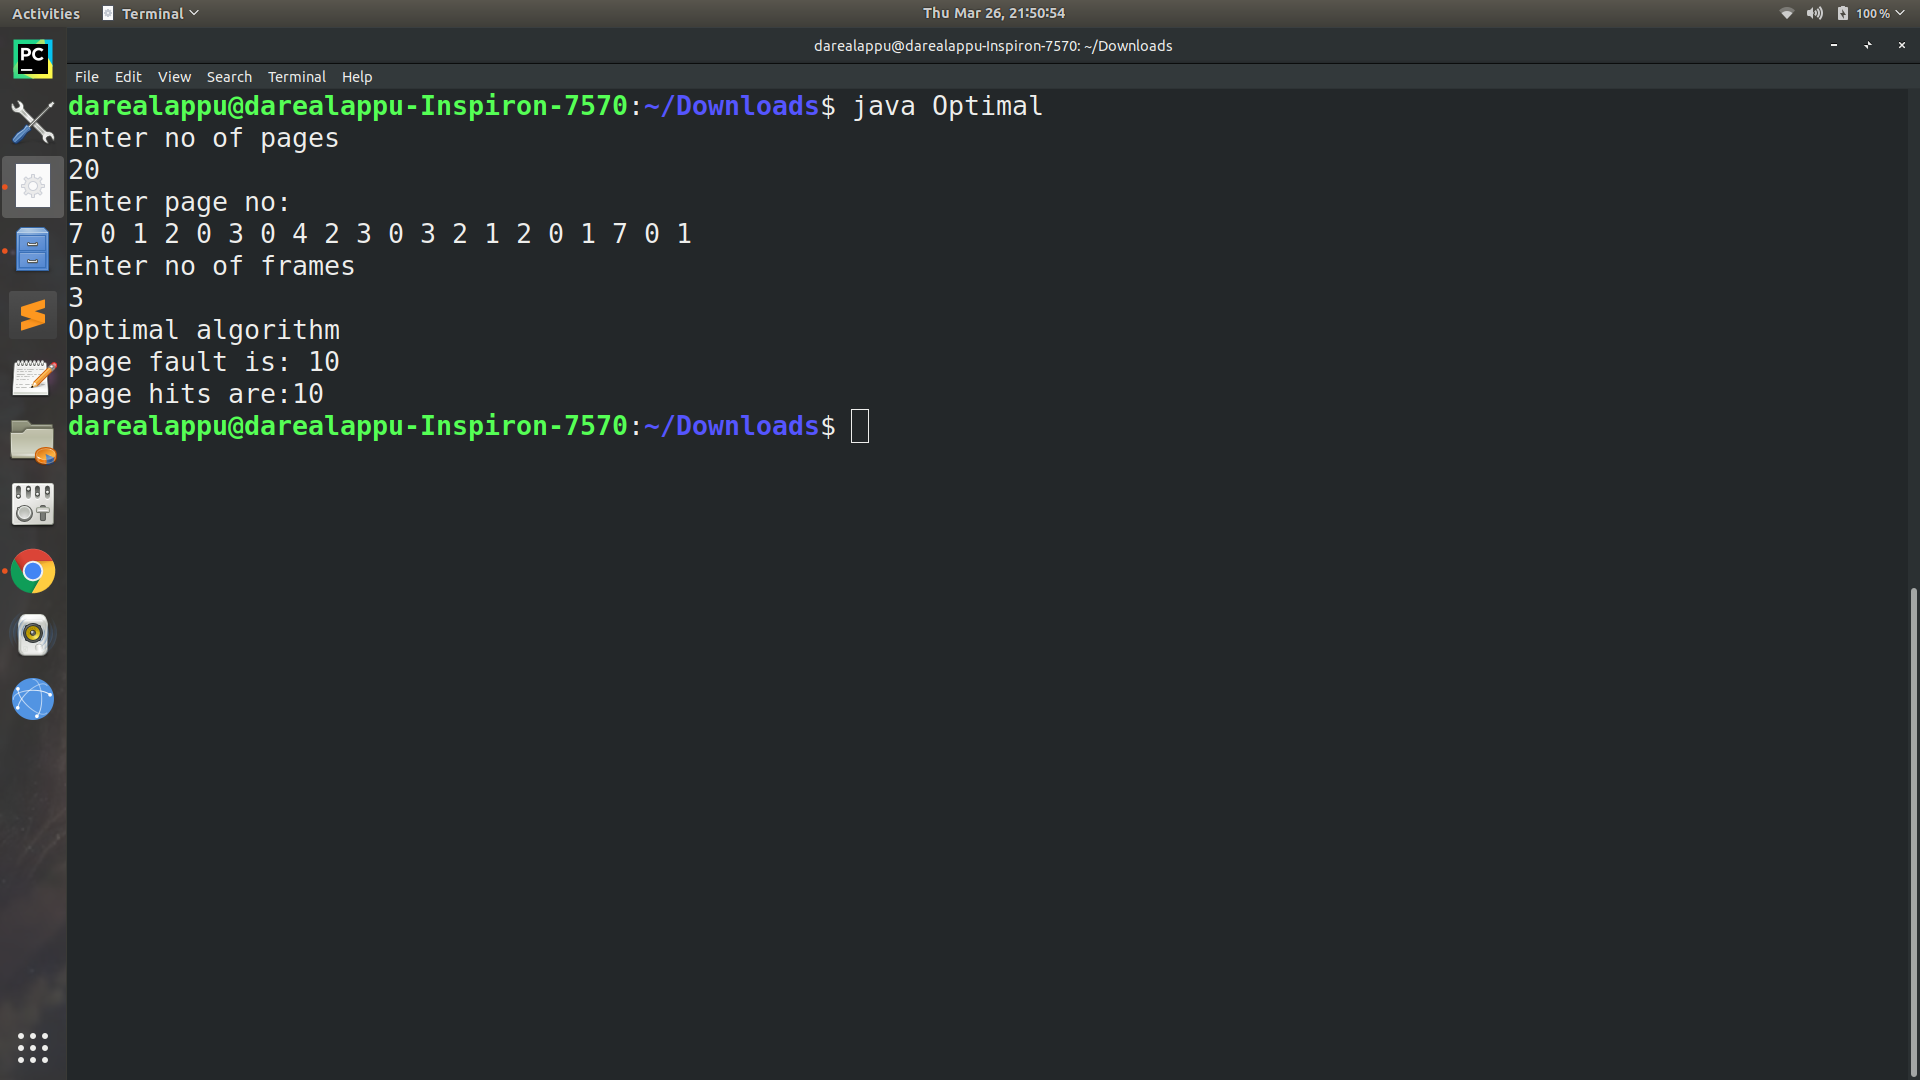 Activities Terminal Thu Mar 26, 21:50:54 100 %
PC
darealappu@darealappu-Inspiron-7570: ~/Downloads
File Edit View Search Terminal Help
darealappu@darealappu-Inspiron-7570:~/Downloads$ java Optimal
Enter no of pages
20
Enter page no:
7 0 1 2 0 3 0 4 2 3 0 3 2 1 2 0 1 7 0 1
Enter no of frames
3
Optimal algorithm
page fault is: 10
page hits are:10
darealappu@darealappu-Inspiron-7570:~/Downloads$